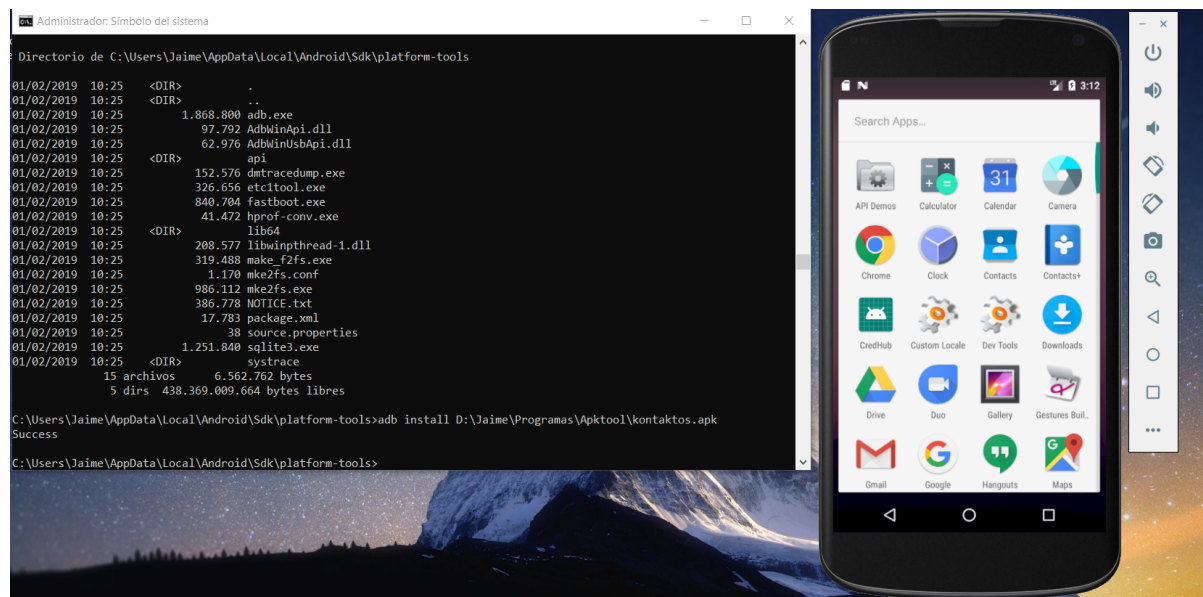 Administrador: Símbolo del sistema
Directorio de C:\Users\Jaime\AppData\Local\Android\Sdk\platform-tools
01/02/2019  10:25    <DIR>          .
01/02/2019  10:25    <DIR>          ..
01/02/2019  10:25         1.868.800 adb.exe
01/02/2019  10:25            97.792 AdbWinApi.dll
01/02/2019  10:25            62.976 AdbWinUsbApi.dll
01/02/2019  10:25    <DIR>          api
01/02/2019  10:25           152.576 dmtracedump.exe
01/02/2019  10:25           326.656 etc1tool.exe
01/02/2019  10:25           840.704 fastboot.exe
01/02/2019  10:25            41.472 hprof-conv.exe
01/02/2019  10:25    <DIR>          lib64
01/02/2019  10:25           208.577 libwinpthread-1.dll
01/02/2019  10:25           319.488 make_f2fs.exe
01/02/2019  10:25             1.170 mke2fs.conf
01/02/2019  10:25           986.112 mke2fs.exe
01/02/2019  10:25           386.778 NOTICE.txt
01/02/2019  10:25            17.783 package.xml
01/02/2019  10:25                38 source.properties
01/02/2019  10:25         1.251.840 sqlite3.exe
01/02/2019  10:25    <DIR>          systrace
15 archivos      6.562.762 bytes
5 dirs  438.369.009.664 bytes libres
C:\Users\Jaime\AppData\Local\Android\Sdk\platform-tools>adb install D:\Jaime\Programas\Apktool\kontaktos.apk
Success
C:\Users\Jaime\AppData\Local\Android\Sdk\platform-tools>
3:12
Search Apps...
31
API Demos Calculator Calendar Camera
Chrome Clock Contacts Contacts+
CredHub Custom Locale Dev Tools Downloads
Drive Duo Gallery Gestures Buil..
Gmail Google Hangouts Maps